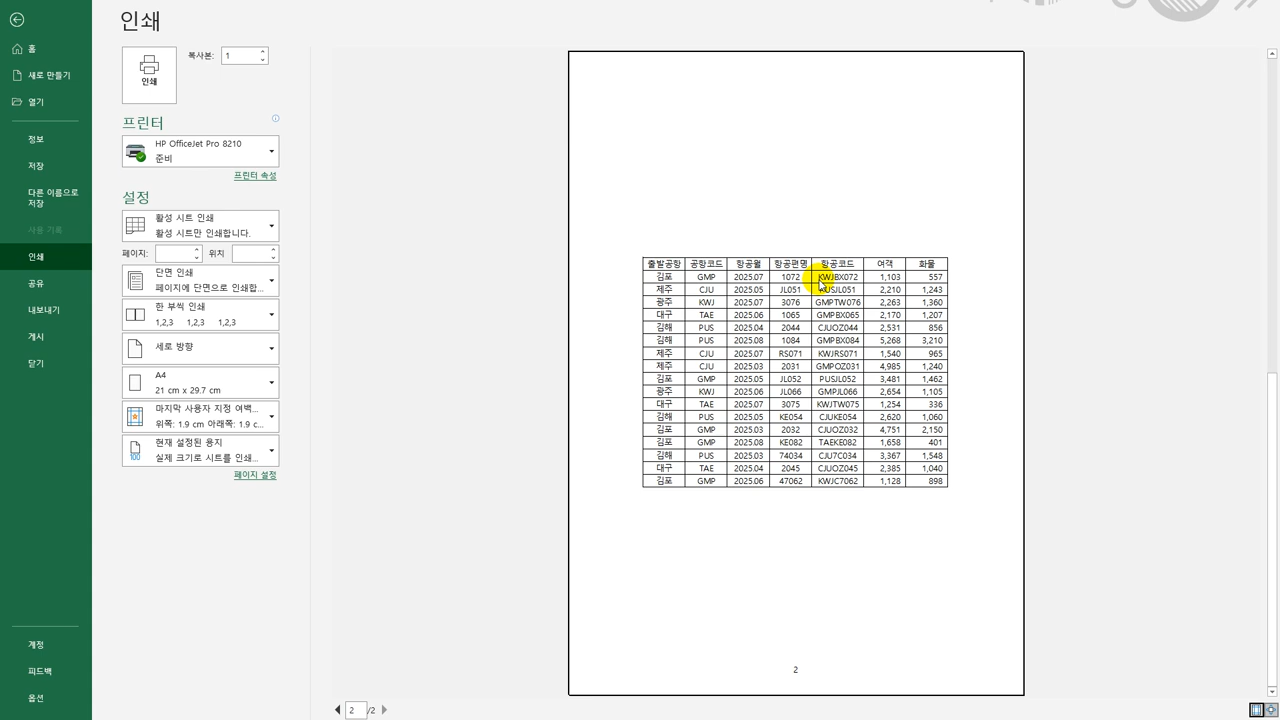 인쇄
홈
새로 만들기
열기
정보
저장
다른 이름으로
저장
사용 기록
인쇄
공유
내보내기
게시
닫기
계정
피드백
옵션
인쇄
복사본: 1
프린터
HP OfficeJet Pro 8210
준비
프린터 속성
설정
활성 시트 인쇄
활성 시트만 인쇄합니다.
페이지: 위치
단면 인쇄
페이지에 단면으로 인쇄합...
한 부씩 인쇄
1,2,3 1,2,3 1,2,3
세로 방향
A4
21 cm x 29.7 cm
마지막 사용자 지정 여백...
위쪽: 1.9 cm 아래쪽: 1.9 c...
현재 설정된 용지
실제 크기로 시트를 인쇄...
페이지 설정
출발공항 공항코드 항공월 항공편명 항공코드 여객 화물
김포 GMP 2025.07 1072 KWJBX072 1,103 557
제주 CJU 2025.05 JL051 PUSJL051 2,210 1,243
광주 KWJ 2025.07 3076 GMPTW076 2,263 1,360
대구 TAE 2025.06 1065 GMPBX065 2,170 1,207
김해 PUS 2025.04 2044 CJUOZ044 2,531 856
김해 PUS 2025.08 1084 GMPBX084 5,268 3,210
제주 CJU 2025.07 RS071 KWJRS071 1,540 965
제주 CJU 2025.03 2031 GMPOZ031 4,985 1,240
김포 GMP 2025.05 JL052 PUSJL052 3,481 1,462
광주 KWJ 2025.06 JL066 GMPJL066 2,654 1,105
대구 TAE 2025.07 3075 KWJTW075 1,254 336
김해 PUS 2025.05 KE054 CJUKE054 2,620 1,060
김포 GMP 2025.03 2032 CJUOZ032 4,751 2,150
김포 GMP 2025.08 KE082 TAEKE082 1,658 401
김해 PUS 2025.03 74034 CJU7C034 3,367 1,548
대구 TAE 2025.04 2045 CJUOZ045 2,385 1,040
김포 GMP 2025.06 47062 KWJC7062 1,128 898
2
2 /2